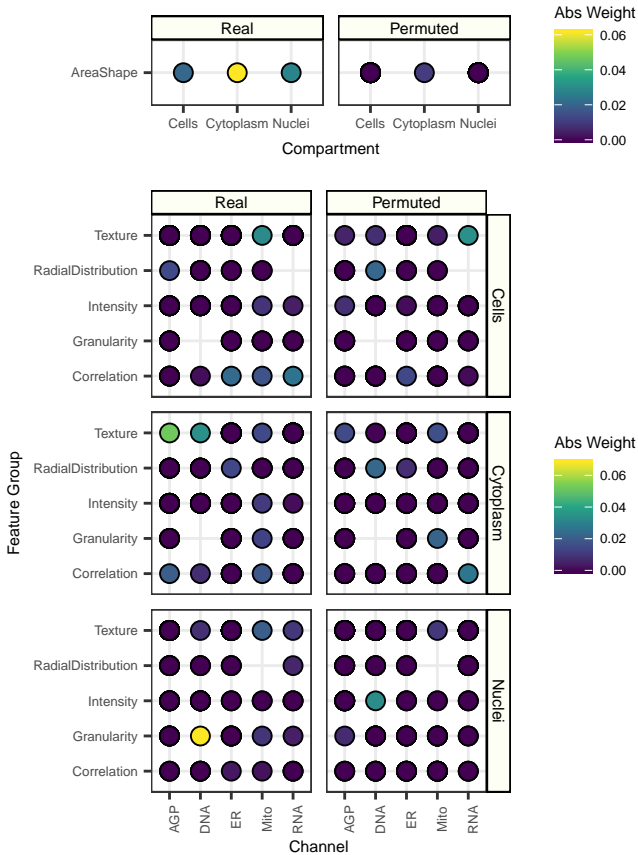 Abs Weight
Real
Permuted
0.06
0.04
0.02
0.00
AreaShape
Cells
Cytoplasm
Nuclei
Cells
Cytoplasm
Nuclei
Compartment
Real
Permuted
Texture
RadialDistribution
Intensity
Granularity
Correlation
Cells
Texture
RadialDistribution
Intensity
Granularity
Correlation
Cytoplasm
Abs Weight
0.06
0.04
0.02
0.00
Feature Group
Texture
RadialDistribution
Intensity
Granularity
Correlation
Nuclei
AGP
DNA
ER
Mito
RNA
AGP
DNA
ER
Mito
RNA
Channel